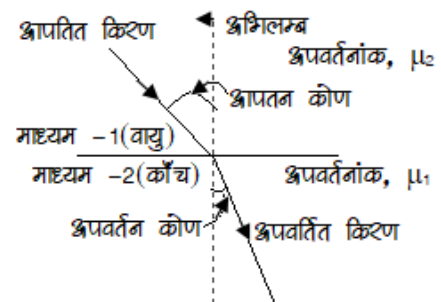 आपतित किरण
अभिलम्ब
अपवर्तनांक, μ₂
आपतन कोण
माध्यम -1(वायु)
माध्यम -2(काँच)
अपवर्तनांक, μ₁
अपवर्तन कोण
अपवर्तित किरण